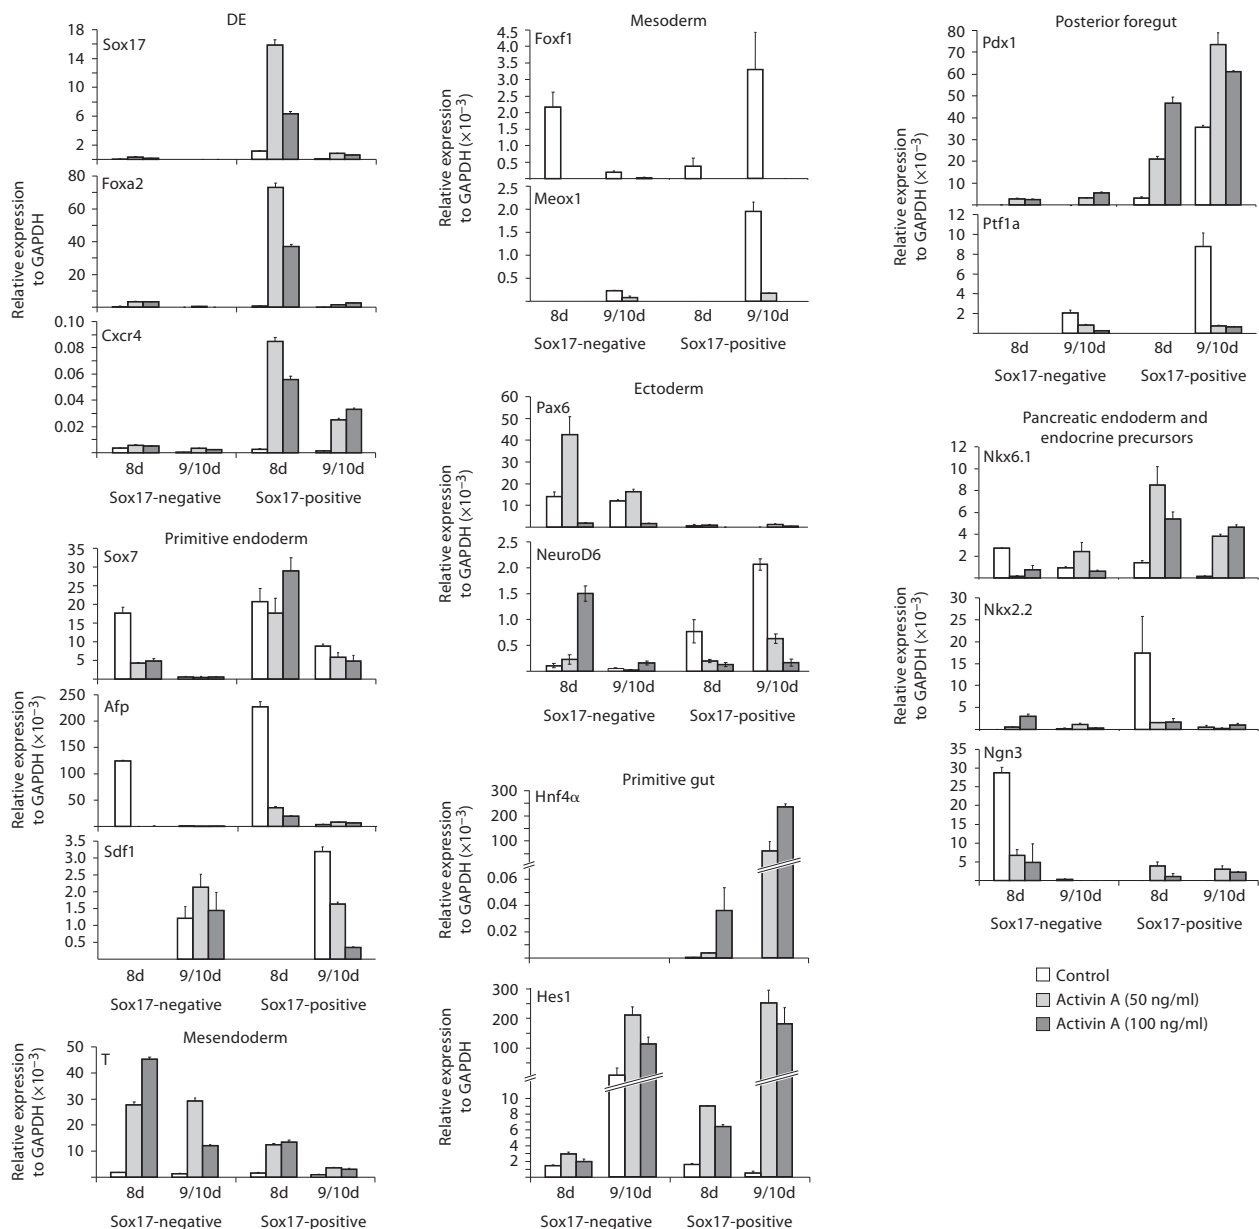 DE
Sox17
18
16
14
12
10
8
6
4
2
Foxa2
80
60
40
20
Relative expression
to GAPDH
Cxcr4
0.10
0.08
0.06
0.04
0.02
8d 9/10d 8d 9/10d
Sox17-negative Sox17-positive
Primitive endoderm
Sox7
35
30
25
20
15
10
5
Afp
250
200
150
100
50
Relative expression
to GAPDH (×10⁻³)
Sdf1
3.5
3.0
2.5
2.0
1.5
1.0
0.5
8d 9/10d 8d 9/10d
Sox17-negative Sox17-positive
Mesendoderm
T
50
40
30
20
10
Relative expression
to GAPDH (×10⁻³)
8d 9/10d 8d 9/10d
Sox17-negative Sox17-positive
Mesoderm
Foxf1
4.5
4.0
3.5
3.0
2.5
2.0
1.5
1.0
0.5
Relative expression
to GAPDH (×10⁻³)
Meox1
2.5
2.0
1.5
1.0
0.5
8d 9/10d 8d 9/10d
Sox17-negative Sox17-positive
Ectoderm
Pax6
60
50
40
30
20
10
Relative expression
to GAPDH (×10⁻³)
NeuroD6
2.5
2.0
1.5
1.0
0.5
8d 9/10d 8d 9/10d
Sox17-negative Sox17-positive
Primitive gut
Hnf4α
300
200
100
0.06
0.04
0.02
Relative expression
to GAPDH (×10⁻³)
Hes1
300
200
100
10
8
6
4
2
Relative expression
to GAPDH
8d 9/10d 8d 9/10d
Sox17-negative Sox17-positive
Posterior foregut
Pdx1
80
70
60
50
40
30
20
10
Relative expression
to GAPDH (×10⁻³)
Ptf1a
12
10
8
6
4
2
8d 9/10d 8d 9/10d
Sox17-negative Sox17-positive
Pancreatic endoderm and
endocrine precursors
Nkx6.1
12
10
8
6
4
2
Nkx2.2
30
25
20
15
10
5
Relative expression
to GAPDH (×10⁻³)
Ngn3
35
30
25
20
15
10
5
8d 9/10d 8d 9/10d
Sox17-negative Sox17-positive
Control
Activin A (50 ng/ml)
Activin A (100 ng/ml)